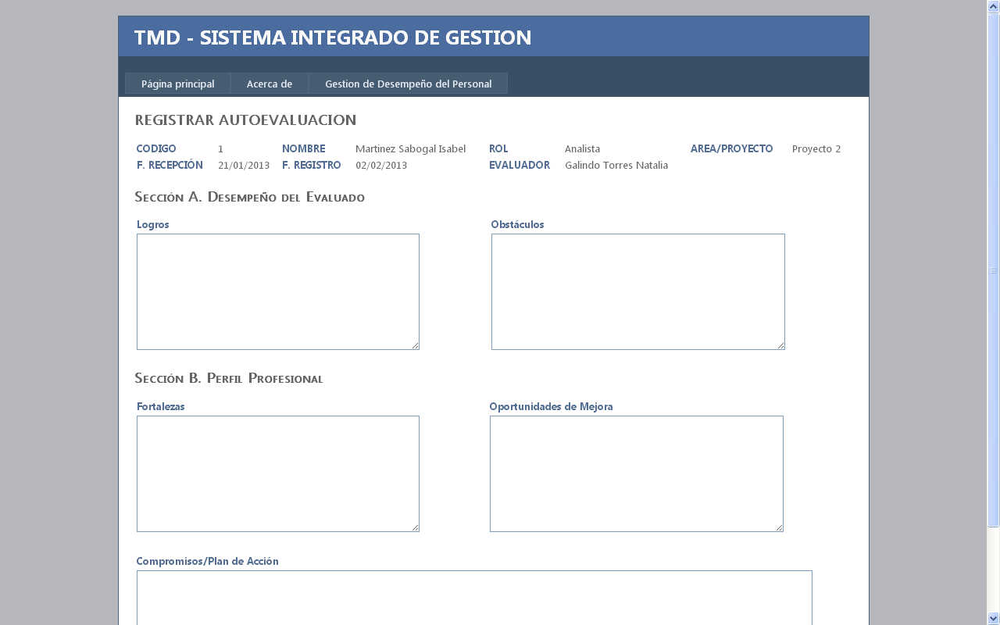 TMD - SISTEMA INTEGRADO DE GESTION
Página principal Acerca de Gestion de Desempeño del Personal
REGISTRAR AUTOEVALUACION
CODIGO 1 NOMBRE Martinez Sabogal Isabel ROL Analista AREA/PROYECTO Proyecto 2
F. RECEPCIÓN 21/01/2013 F. REGISTRO 02/02/2013 EVALUADOR Galindo Torres Natalia
Sección A. Desempeño del Evaluado
Logros Obstáculos
Sección B. Perfil Profesional
Fortalezas Oportunidades de Mejora
Compromisos/Plan de Acción